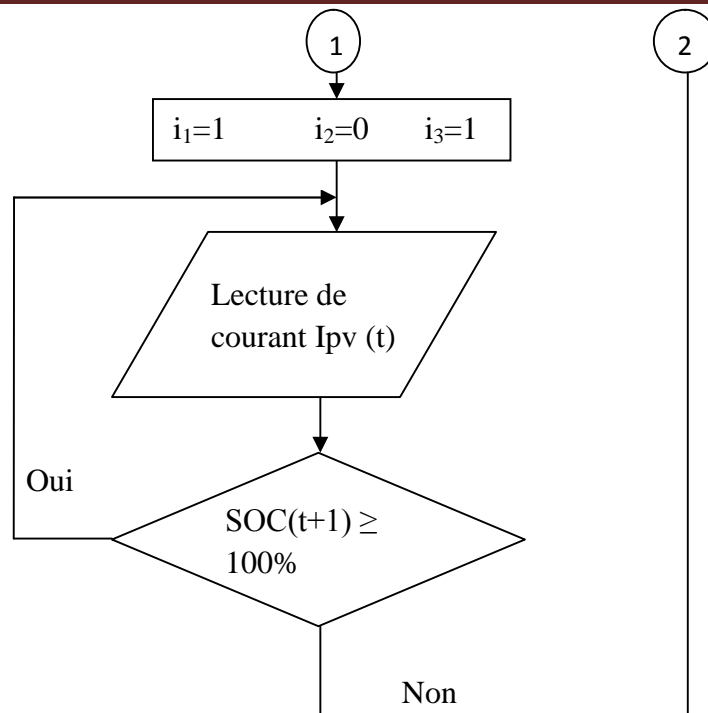 1
2
i₁=1 i₂=0 i₃=1
Lecture de
courant Ipv (t)
Oui
SOC(t+1) ≥
100%
Non